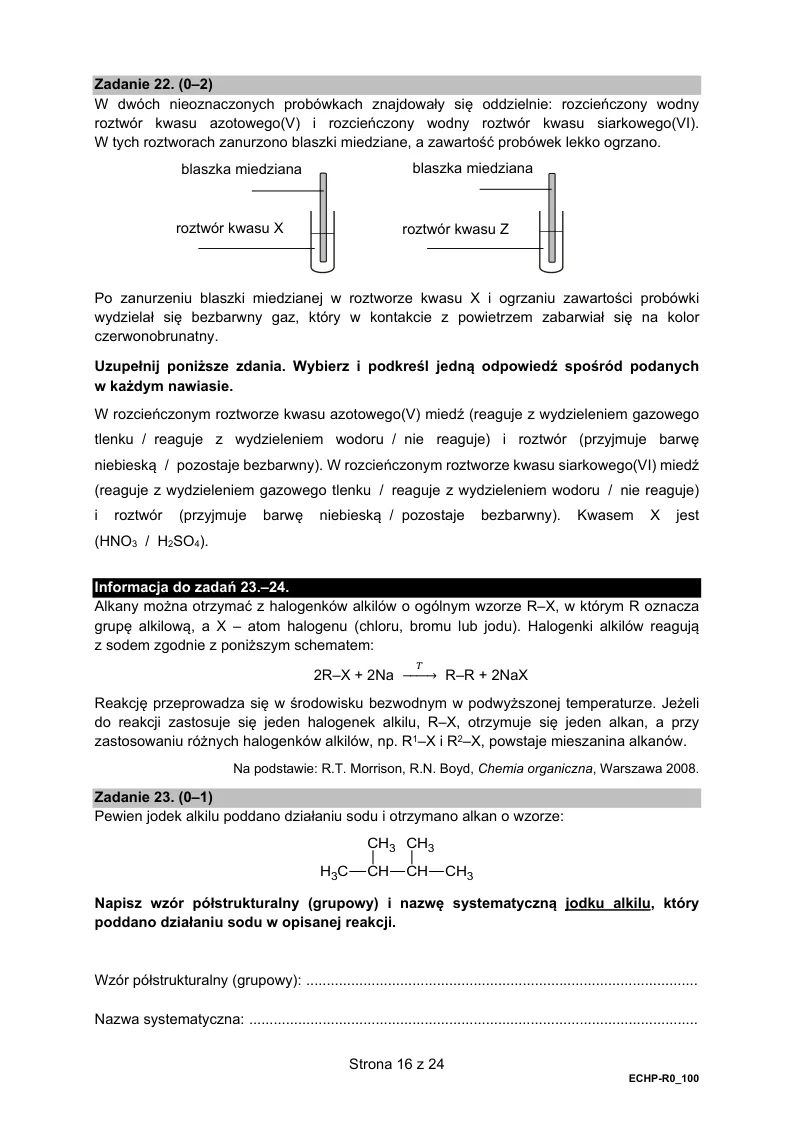 Zadanie 22. (0–2)
W dwóch nieoznaczonych probówkach znajdowały się oddzielnie: rozcieńczony wodny
roztwór kwasu azotowego(V) i rozcieńczony wodny roztwór kwasu siarkowego(VI).
W tych roztworach zanurzono blaszki miedziane, a zawartość probówek lekko ogrzano.
blaszka miedziana blaszka miedziana
roztwór kwasu X roztwór kwasu Z
Po zanurzeniu blaszki miedzianej w roztworze kwasu X i ogrzaniu zawartości probówki
wydzielał się bezbarwny gaz, który w kontakcie z powietrzem zabarwiał się na kolor
czerwonobrunatny.
Uzupełnij poniższe zdania. Wybierz i podkreśl jedną odpowiedź spośród podanych
w każdym nawiasie.
W rozcieńczonym roztworze kwasu azotowego(V) miedź (reaguje z wydzieleniem gazowego
tlenku / reaguje z wydzieleniem wodoru / nie reaguje) i roztwór (przyjmuje barwę
niebieską / pozostaje bezbarwny). W rozcieńczonym roztworze kwasu siarkowego(VI) miedź
(reaguje z wydzieleniem gazowego tlenku / reaguje z wydzieleniem wodoru / nie reaguje)
i roztwór (przyjmuje barwę niebieską / pozostaje bezbarwny). Kwasem X jest
(HNO₃ / H₂SO₄).
Informacja do zadań 23.–24.
Alkany można otrzymać z halogenków alkilów o ogólnym wzorze R–X, w którym R oznacza
grupę alkilową, a X – atom halogenu (chloru, bromu lub jodu). Halogenki alkilów reagują
z sodem zgodnie z poniższym schematem:
T
2R–X + 2Na ⟶ R–R + 2NaX
Reakcję przeprowadza się w środowisku bezwodnym w podwyższonej temperaturze. Jeżeli
do reakcji zastosuje się jeden halogenek alkilu, R–X, otrzymuje się jeden alkan, a przy
zastosowaniu różnych halogenków alkilów, np. R¹–X i R²–X, powstaje mieszanina alkanów.
Na podstawie: R.T. Morrison, R.N. Boyd, Chemia organiczna, Warszawa 2008.
Zadanie 23. (0–1)
Pewien jodek alkilu poddano działaniu sodu i otrzymano alkan o wzorze:
CH₃ CH₃
H₃C—CH—CH—CH₃
Napisz wzór półstrukturalny (grupowy) i nazwę systematyczną jodku alkilu, który
poddano działaniu sodu w opisanej reakcji.
Wzór półstrukturalny (grupowy): ................................................................................................
Nazwa systematyczna: ..............................................................................................................
Strona 16 z 24
ECHP-R0_100